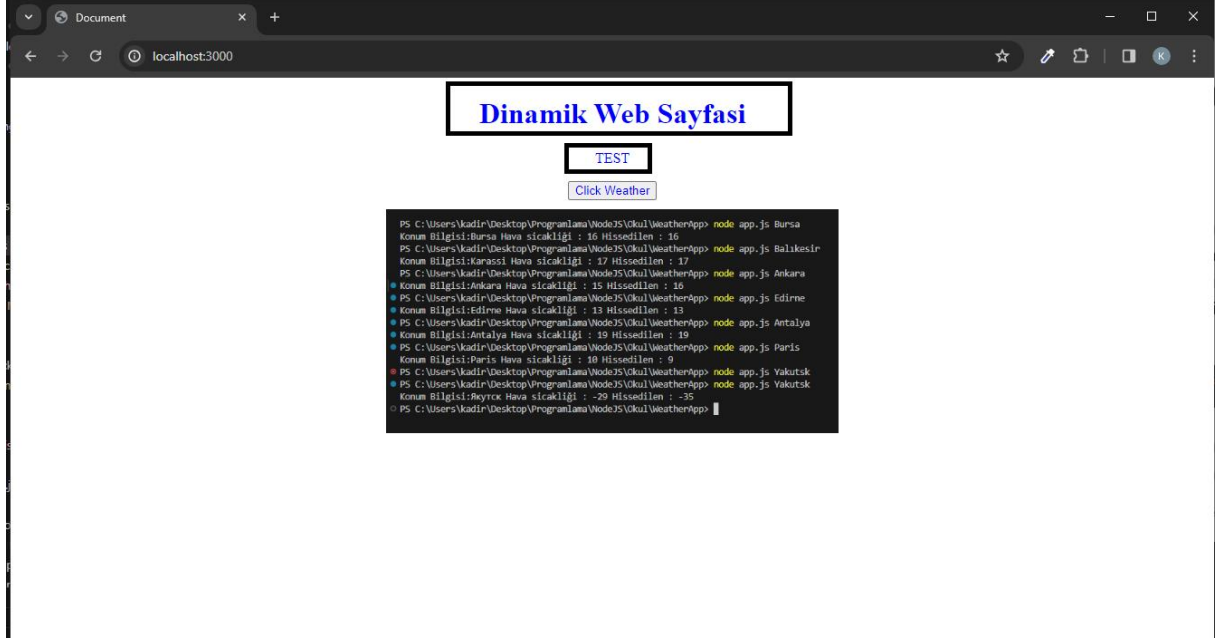 Document
localhost:3000
K
Dinamik Web Sayfasi
TEST
Click Weather
PS C:\Users\kadir\Desktop\Programlama\NodeJS\Okul\WeatherApp> node app.js Bursa
Konum Bilgisi:Bursa Hava sicakliği : 16 Hissedilen : 16
PS C:\Users\kadir\Desktop\Programlama\NodeJS\Okul\WeatherApp> node app.js Balıkesir
Konum Bilgisi:Karassi Hava sicakliği : 17 Hissedilen : 17
PS C:\Users\kadir\Desktop\Programlama\NodeJS\Okul\WeatherApp> node app.js Ankara
Konum Bilgisi:Ankara Hava sicakliği : 15 Hissedilen : 16
PS C:\Users\kadir\Desktop\Programlama\NodeJS\Okul\WeatherApp> node app.js Edirne
Konum Bilgisi:Edirne Hava sicakliği : 13 Hissedilen : 13
PS C:\Users\kadir\Desktop\Programlama\NodeJS\Okul\WeatherApp> node app.js Antalya
Konum Bilgisi:Antalya Hava sicakliği : 19 Hissedilen : 19
PS C:\Users\kadir\Desktop\Programlama\NodeJS\Okul\WeatherApp> node app.js Paris
Konum Bilgisi:Paris Hava sicakliği : 10 Hissedilen : 9
PS C:\Users\kadir\Desktop\Programlama\NodeJS\Okul\WeatherApp> node app.js Yakutsk
PS C:\Users\kadir\Desktop\Programlama\NodeJS\Okul\WeatherApp> node app.js Yakutsk
Konum Bilgisi:Якутск Hava sicakliği : -29 Hissedilen : -35
PS C:\Users\kadir\Desktop\Programlama\NodeJS\Okul\WeatherApp>